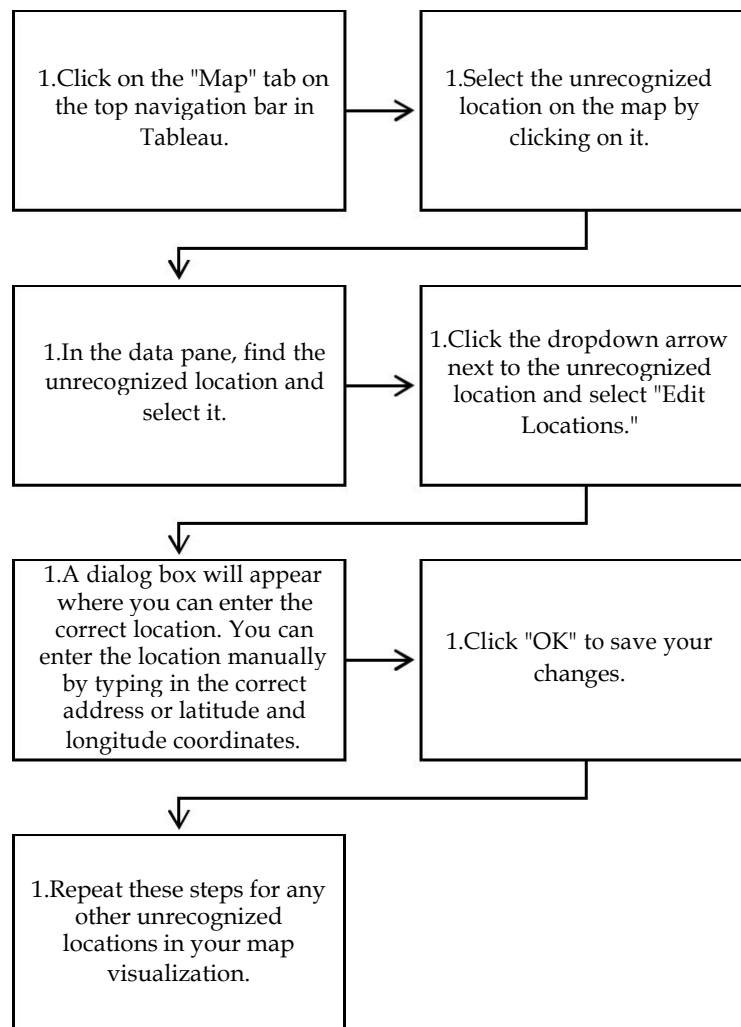 1.Click on the "Map" tab on
the top navigation bar in
Tableau.
1.Select the unrecognized
location on the map by
clicking on it.
1.In the data pane, find the
unrecognized location and
select it.
1.Click the dropdown arrow
next to the unrecognized
location and select "Edit
Locations."
1.A dialog box will appear
where you can enter the
correct location. You can
enter the location manually
by typing in the correct
address or latitude and
longitude coordinates.
1.Click "OK" to save your
changes.
1.Repeat these steps for any
other unrecognized
locations in your map
visualization.